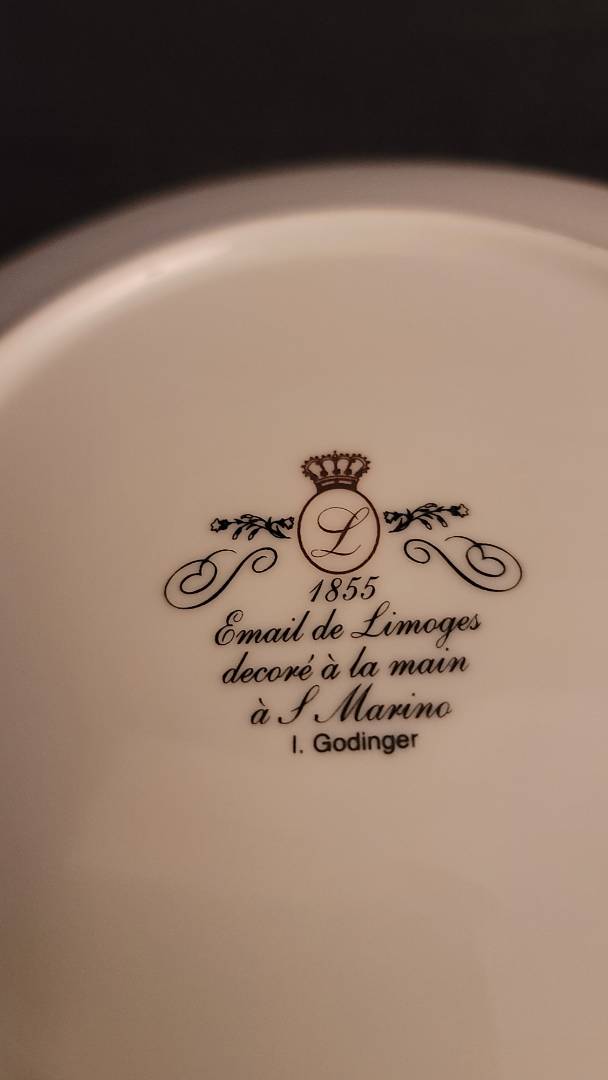 L
1855
Email de Limoges
decoré à la main
à S Marino
I. Godinger